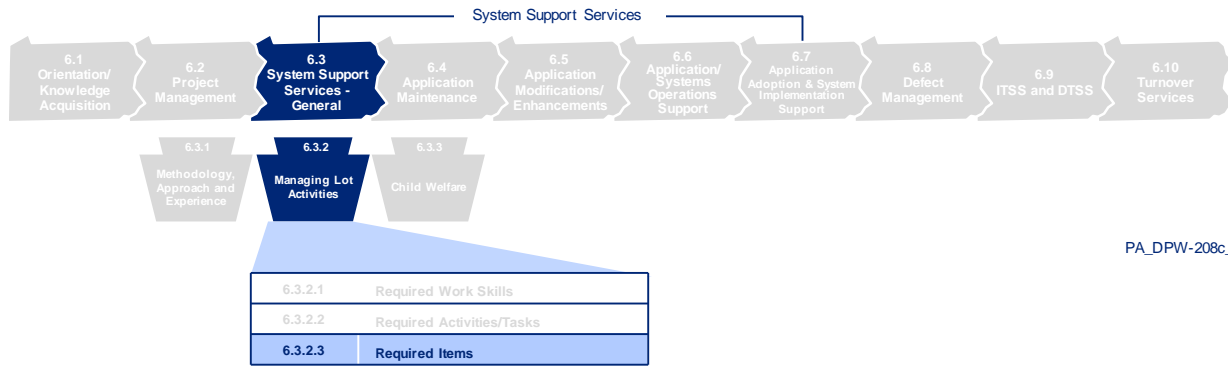 System Support Services
6.1
Orientation/
Knowledge
Acquisition
6.2
Project
Management
6.3
System Support
Services -
General
6.4
Application
Maintenance
6.5
Application
Modifications/
Enhancements
6.6
Application/
Systems
Operations
Support
6.7
Application
Adoption & System
Implementation
Support
6.8
Defect
Management
6.9
ITSS and DTSS
6.10
Turnover
Services
6.3.1
Methodology,
Approach and
Experience
6.3.2
Managing Lot
Activities
6.3.3
Child Welfare
PA_DPW-208c_
6.3.2.1 Required Work Skills
6.3.2.2 Required Activities/Tasks
6.3.2.3 Required Items